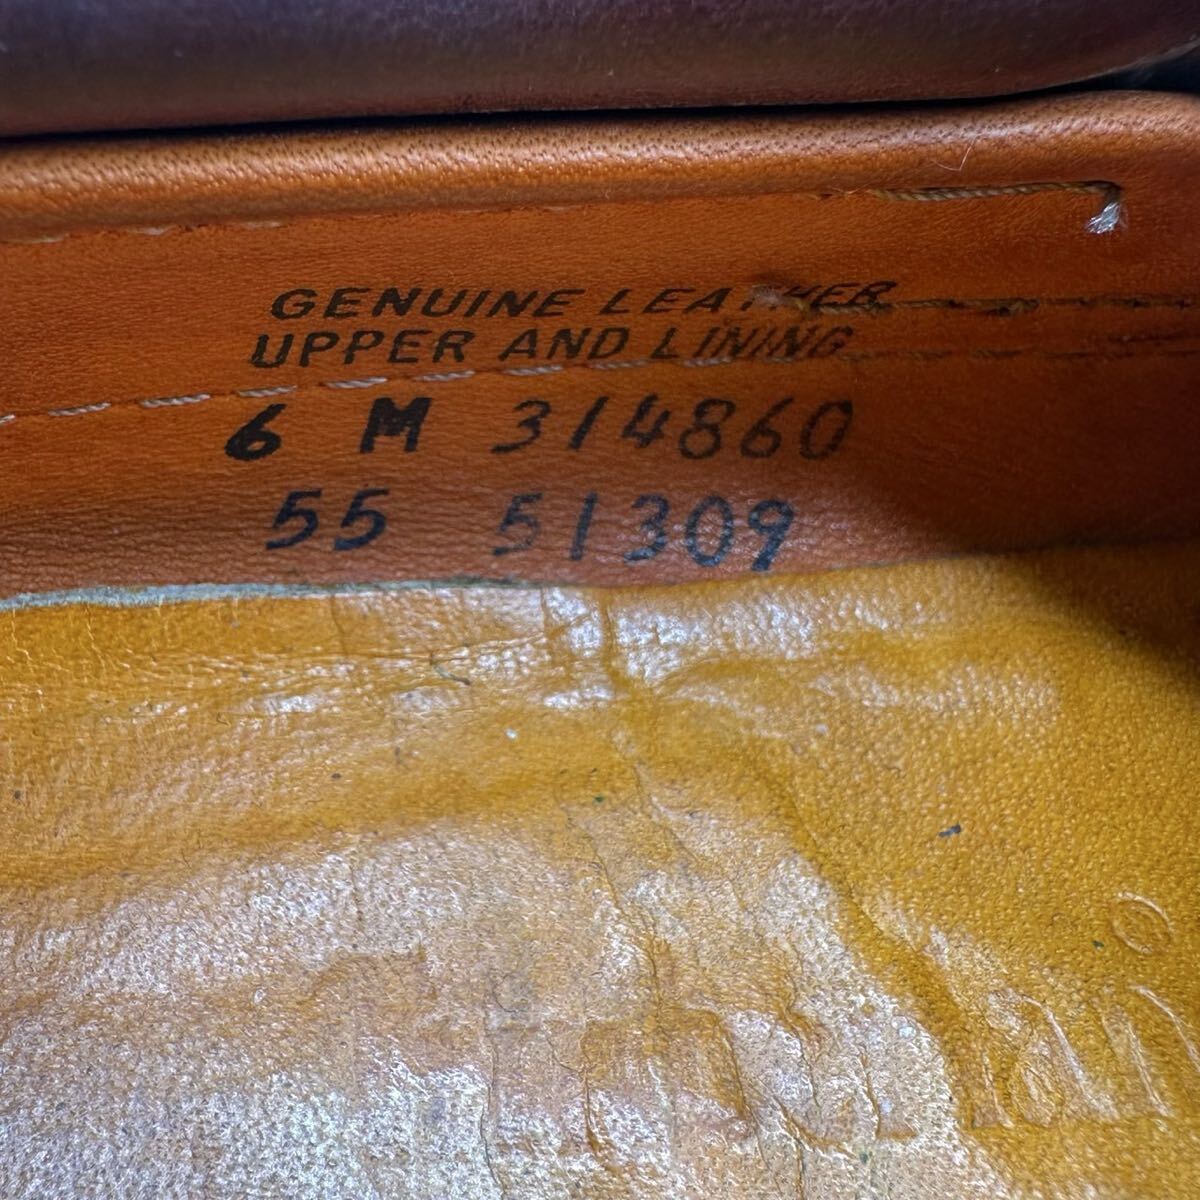 GENUINE LEATHER
UPPER AND LINING
6 M 314860
55 51309